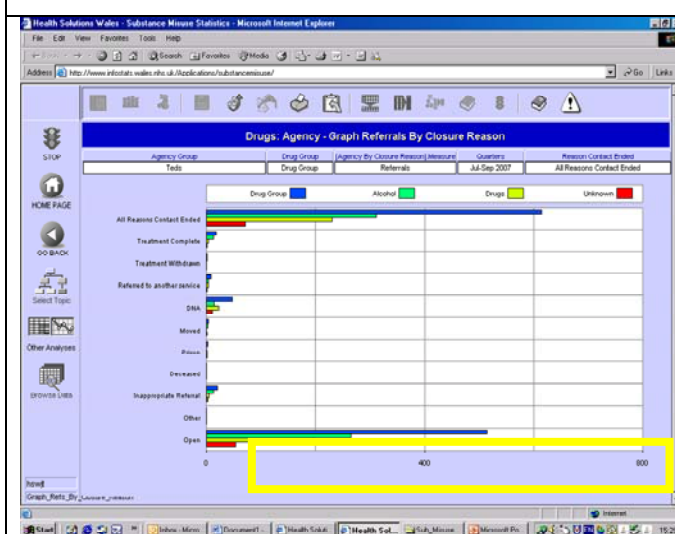 Health Solutions Wales - Substance Misuse Statistics - Microsoft Internet Explorer
File Edit View Favorites Tools Help
Search Favorites Media
Address http://www.infostats.wales.nhs.uk/Applications/substancemisuse/ Go Links
STOP
HOME PAGE
GO BACK
Select Topic
Other Analyses
Browse Data
Drugs: Agency - Graph Referrals By Closure Reason
Agency Group Drug Group [Agency By Closure Reason] Measure Quarters Reason Contact Ended
Teds Drug Group Referrals Jul-Sep 2007 All Reasons Contact Ended
Drug Group Alcohol Drugs Unknown
All Reasons Contact Ended
Treatment Complete
Treatment Withdrawn
Referred to another service
DNA
Moved
Prison
Deceased
Inappropriate Referral
Other
Open
0 400 800
howd
Graph_Refs_By_Closure_Reason
Internet
Start Inbox - Micro... Document1 - Health Soluti... Health Sol... Sub_Misuse Microsoft Po...